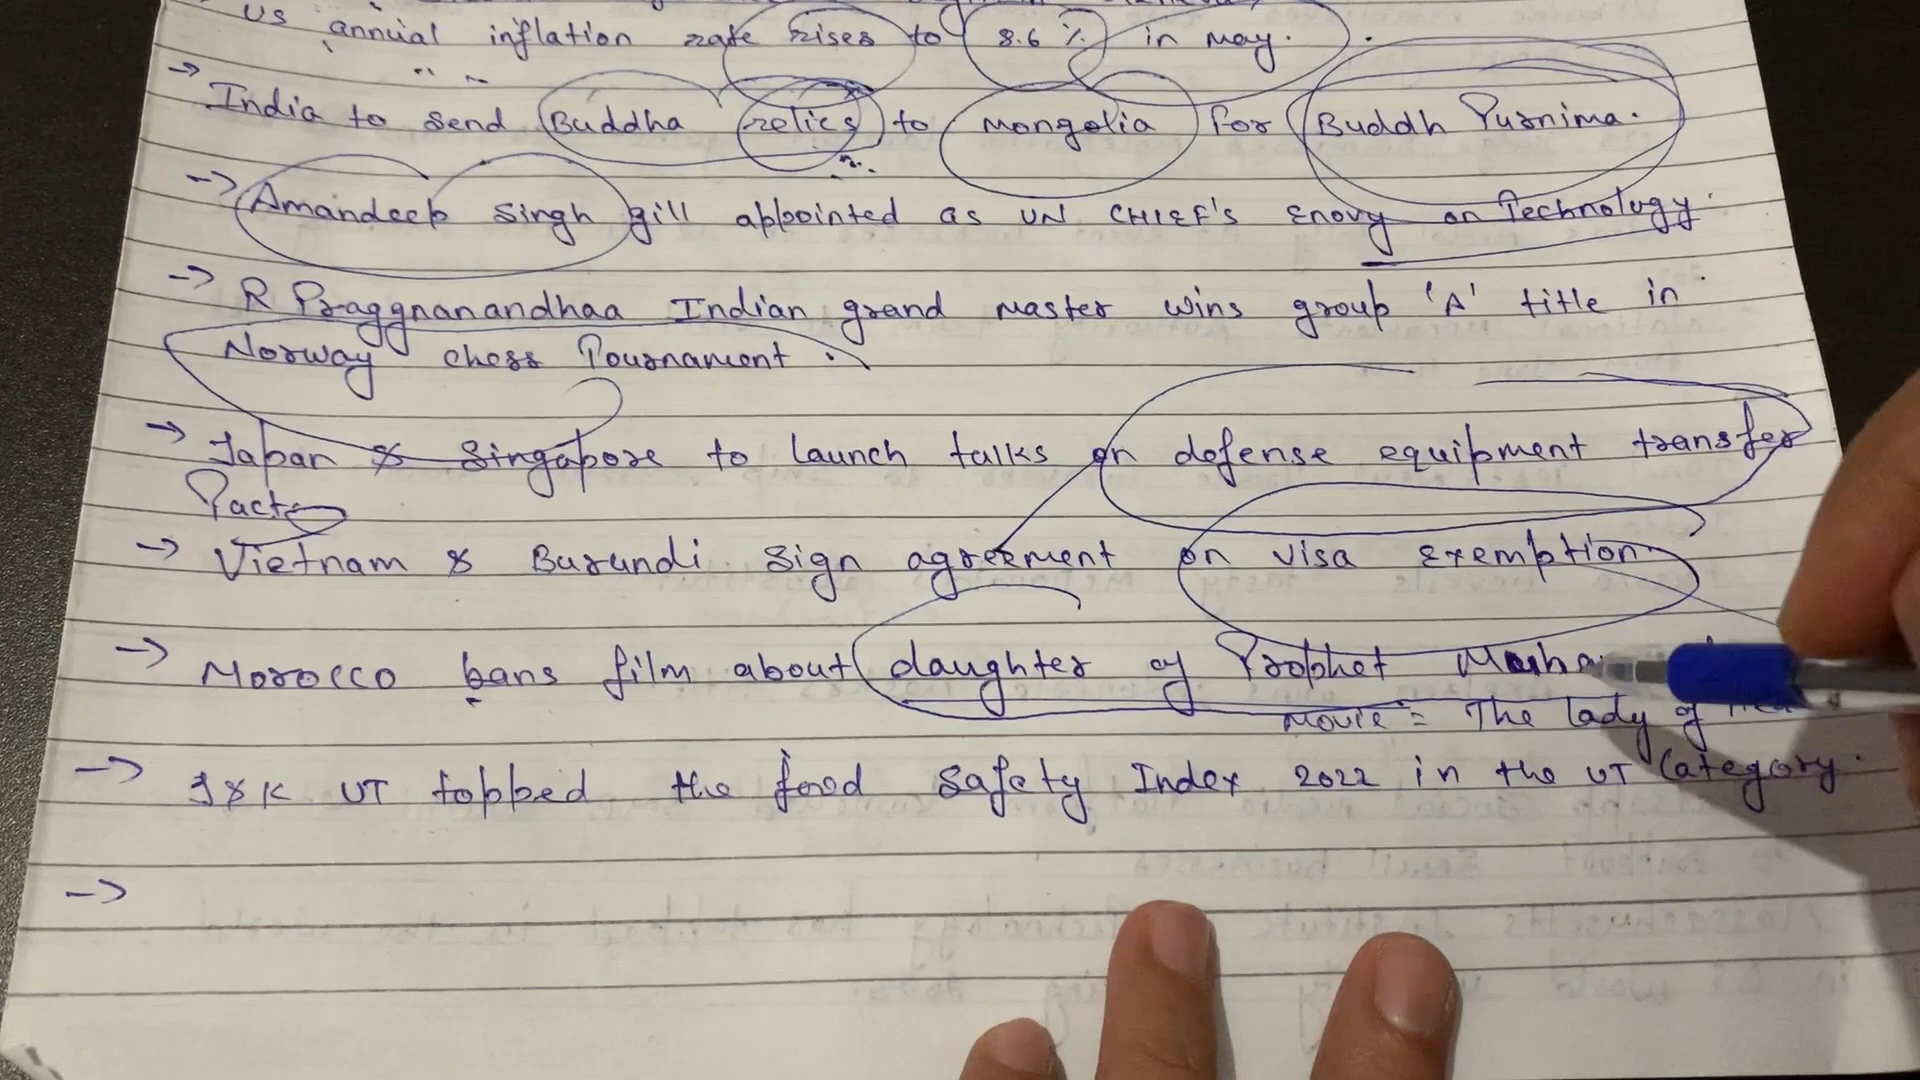 US annual inflation rate rises to 8.6 % in may.
→ India to send Buddha relics to Mongolia for Buddh Purnima.
→ Amandeep Singh gill appointed as UN CHIEF'S Enovy on Technology.
→ R Praggnanandhaa Indian grand master wins group 'A' title in
Norway chess Tournament.
→ Japan & Singapore to launch talks on defense equipment transfer
Pact
→ Vietnam & Burundi sign agreement on visa Exemption
→ Morocco bans film about daughter of Prophet
Movie = The lady of
→ J&K UT topped the food safety Index 2022 in the UT Category.
→